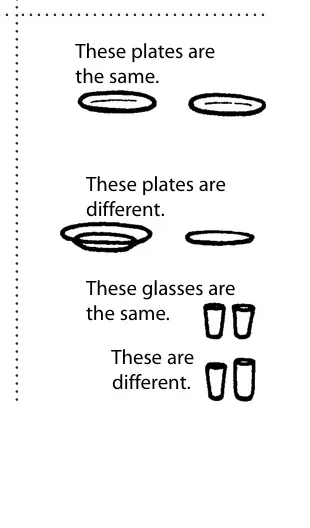 These plates are
the same.
These plates are
different.
These glasses are
the same.
These are
different.